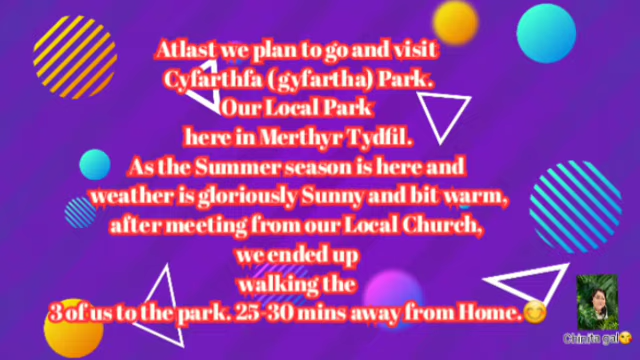 Atlast we plan to go and visit
Cyfarthfa (gyfartha) Park.
Our Local Park
here in Merthyr Tydfil.
As the Summer season is here and
weather is gloriously Sunny and bit warm,
after meeting from our Local Church,
we ended up
walking the
3 of us to the park. 25-30 mins away from Home.😊
Chinita gal😘